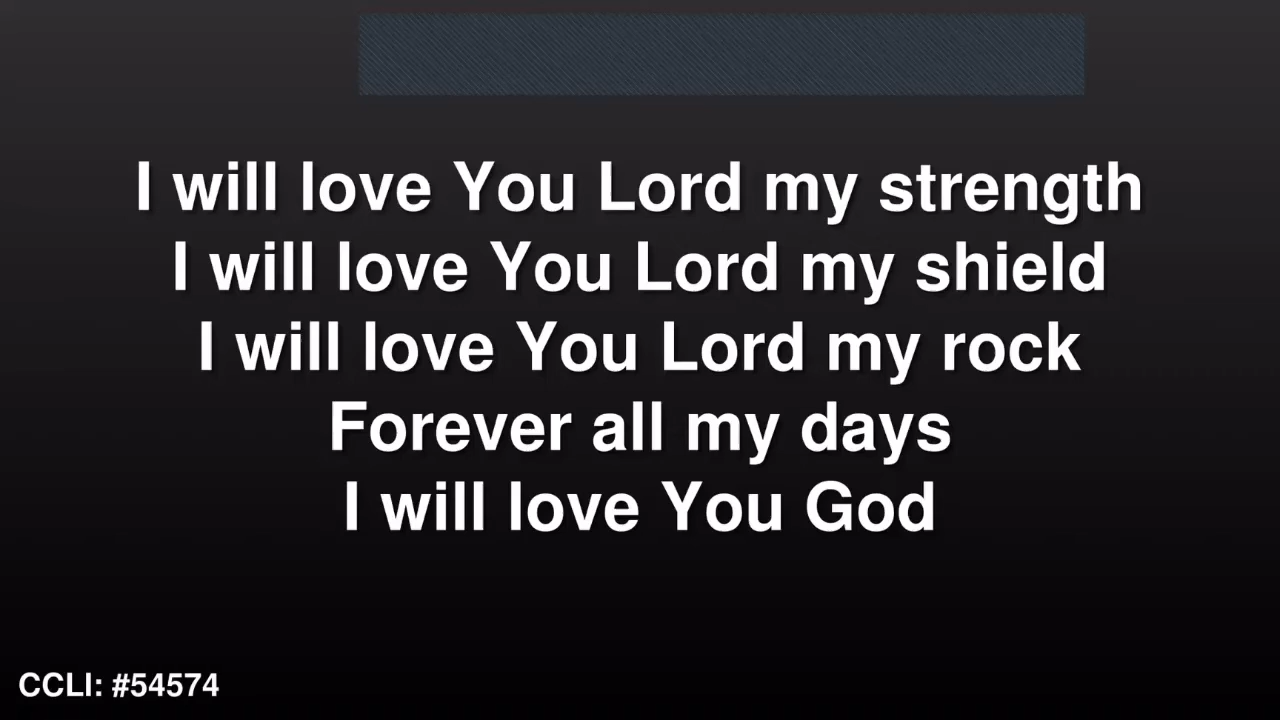 I will love You Lord my strength
I will love You Lord my shield
I will love You Lord my rock
Forever all my days
I will love You God
CCLI: #54574